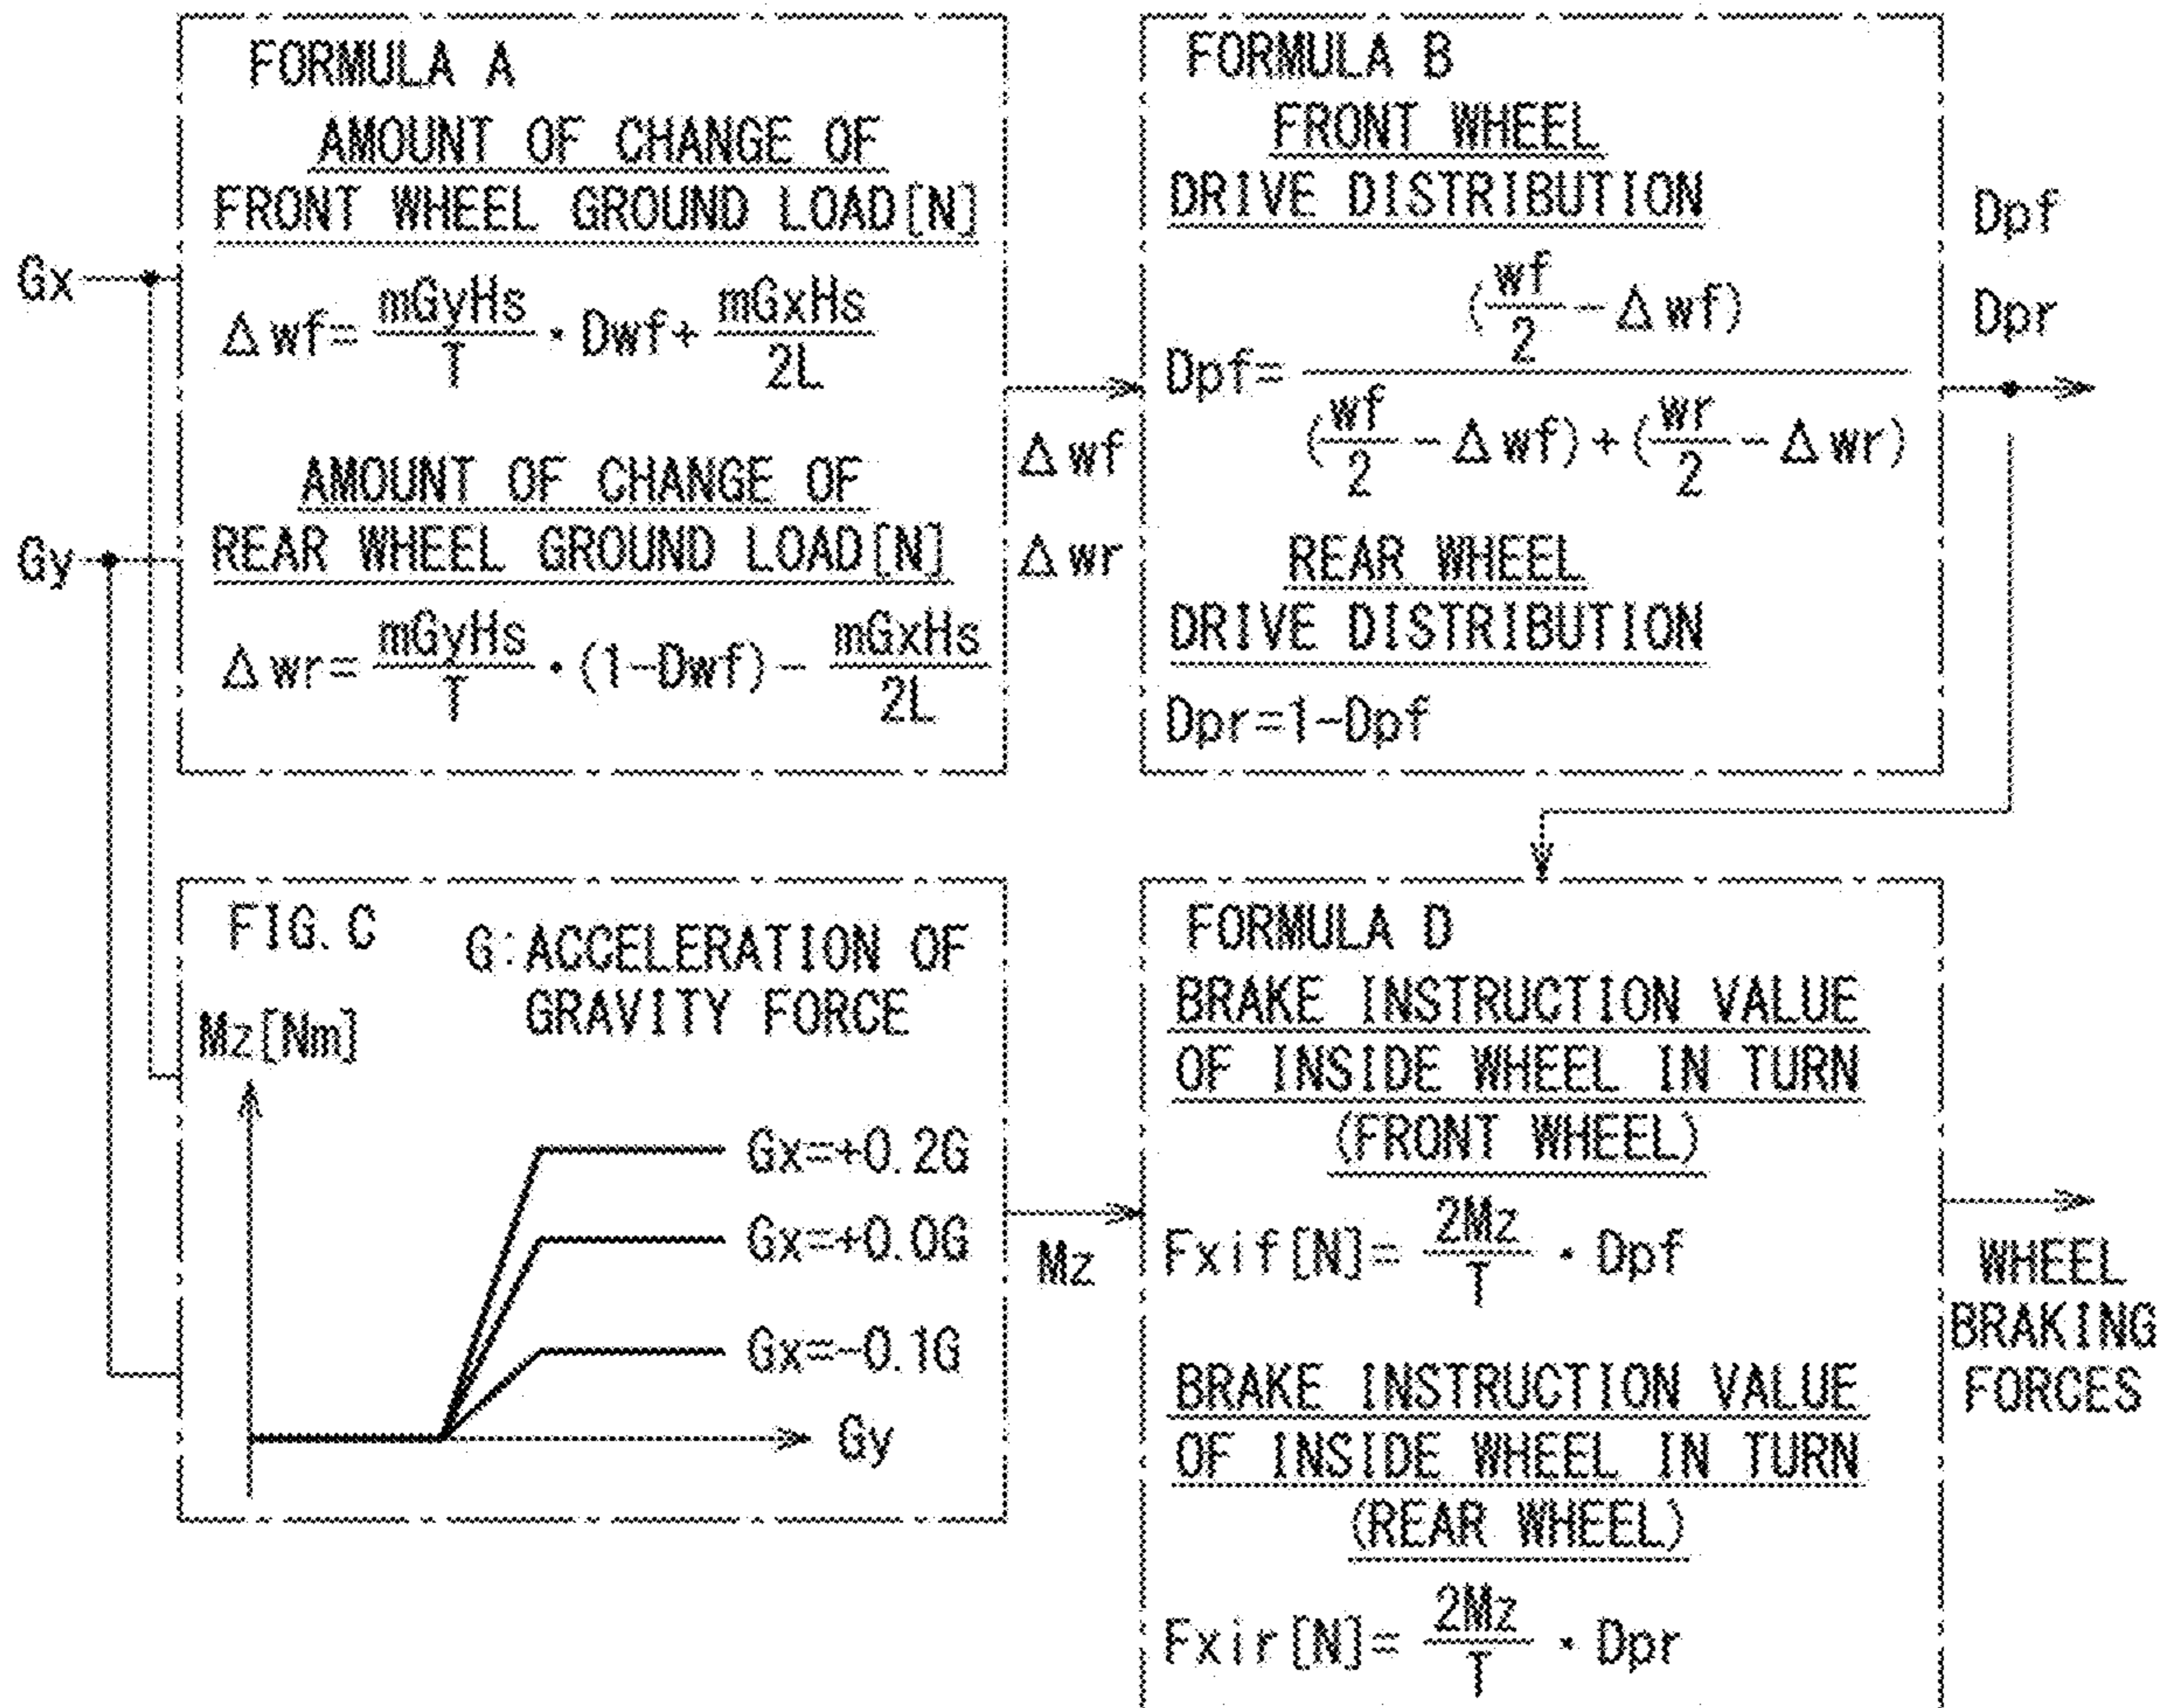 Gx
Gy
FORMULA A
AMOUNT OF CHANGE OF
FRONT WHEEL GROUND LOAD[N]
Δwf= mGyHs/T · Dwf+ mGxHs/2L
AMOUNT OF CHANGE OF
REAR WHEEL GROUND LOAD[N]
Δwr= mGyHs/T · (1-Dwf)- mGxHs/2L
Δwf
Δwr
FORMULA B
FRONT WHEEL
DRIVE DISTRIBUTION
Dpf= (wf/2-Δwf) / (wf/2-Δwf)+(wr/2-Δwr)
REAR WHEEL
DRIVE DISTRIBUTION
Dpr=1-Dpf
Dpf
Dpr
FIG. C
G:ACCELERATION OF
GRAVITY FORCE
Mz[Nm]
Gx=+0.2G
Gx=+0.0G
Gx=-0.1G
Gy
Mz
FORMULA D
BRAKE INSTRUCTION VALUE
OF INSIDE WHEEL IN TURN
(FRONT WHEEL)
Fxif[N]= 2Mz/T · Dpf
BRAKE INSTRUCTION VALUE
OF INSIDE WHEEL IN TURN
(REAR WHEEL)
Fxir[N]= 2Mz/T · Dpr
WHEEL
BRAKING
FORCES